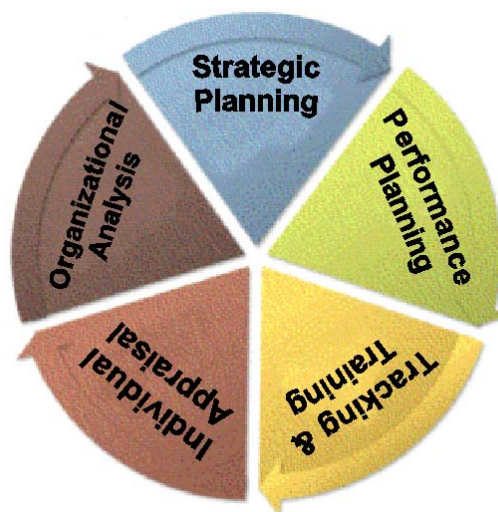 Strategic
Planning
Performance
Planning
Tracking &
Training
Individual
Appraisal
Organizational
Analysis